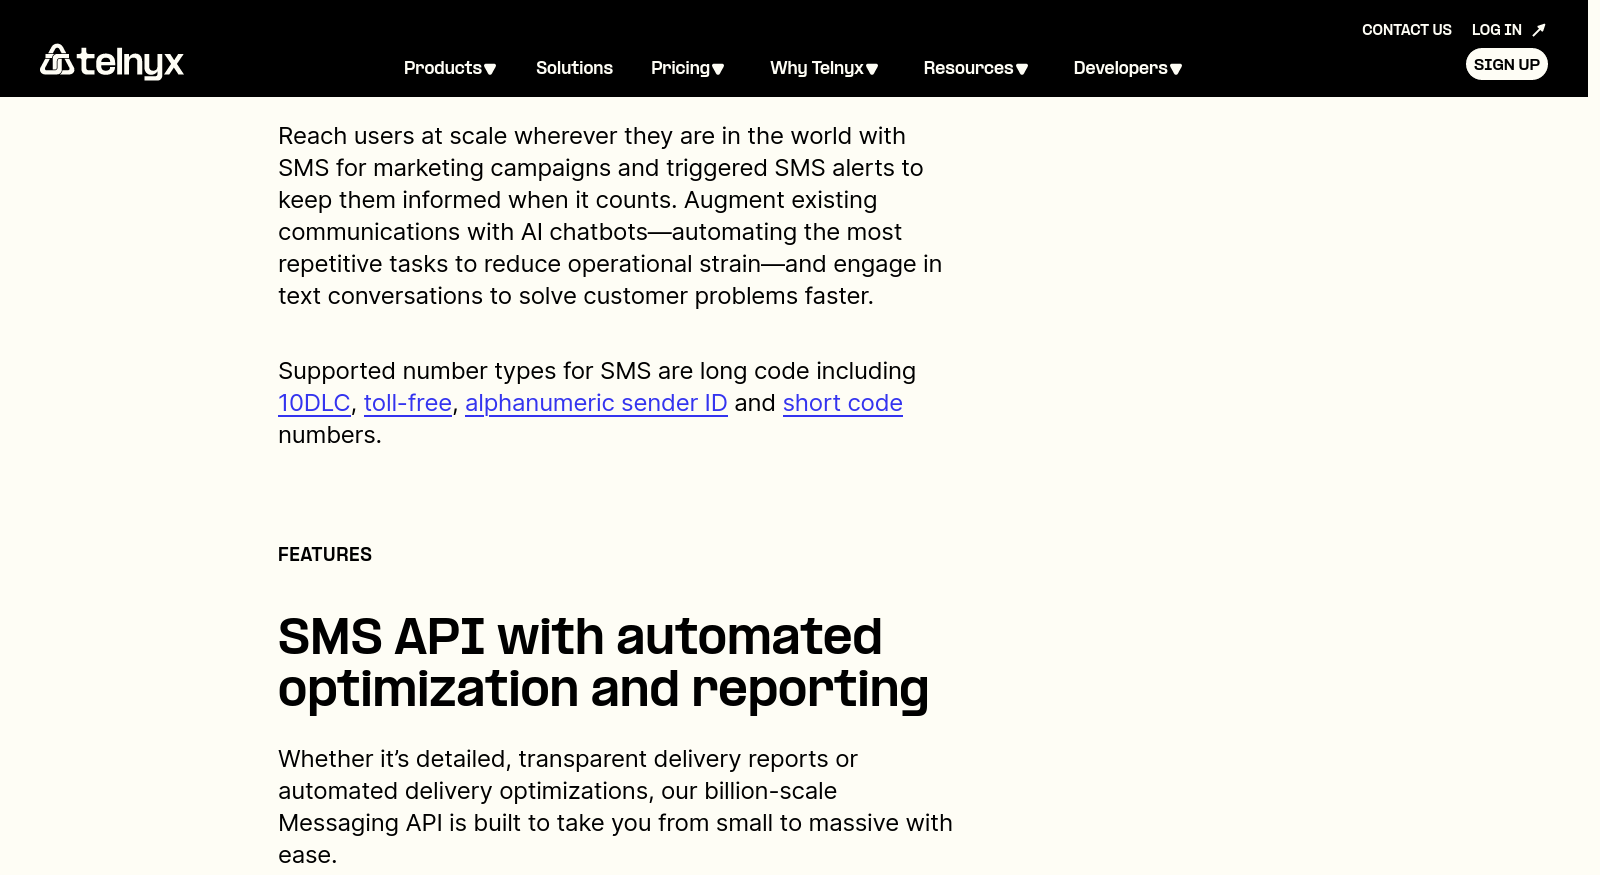 CONTACT US LOG IN
telnyx Products Solutions Pricing Why Telnyx Resources Developers SIGN UP
Reach users at scale wherever they are in the world with
SMS for marketing campaigns and triggered SMS alerts to
keep them informed when it counts. Augment existing
communications with AI chatbots—automating the most
repetitive tasks to reduce operational strain—and engage in
text conversations to solve customer problems faster.
Supported number types for SMS are long code including
10DLC, toll-free, alphanumeric sender ID and short code
numbers.
FEATURES
SMS API with automated
optimization and reporting
Whether it’s detailed, transparent delivery reports or
automated delivery optimizations, our billion-scale
Messaging API is built to take you from small to massive with
ease.